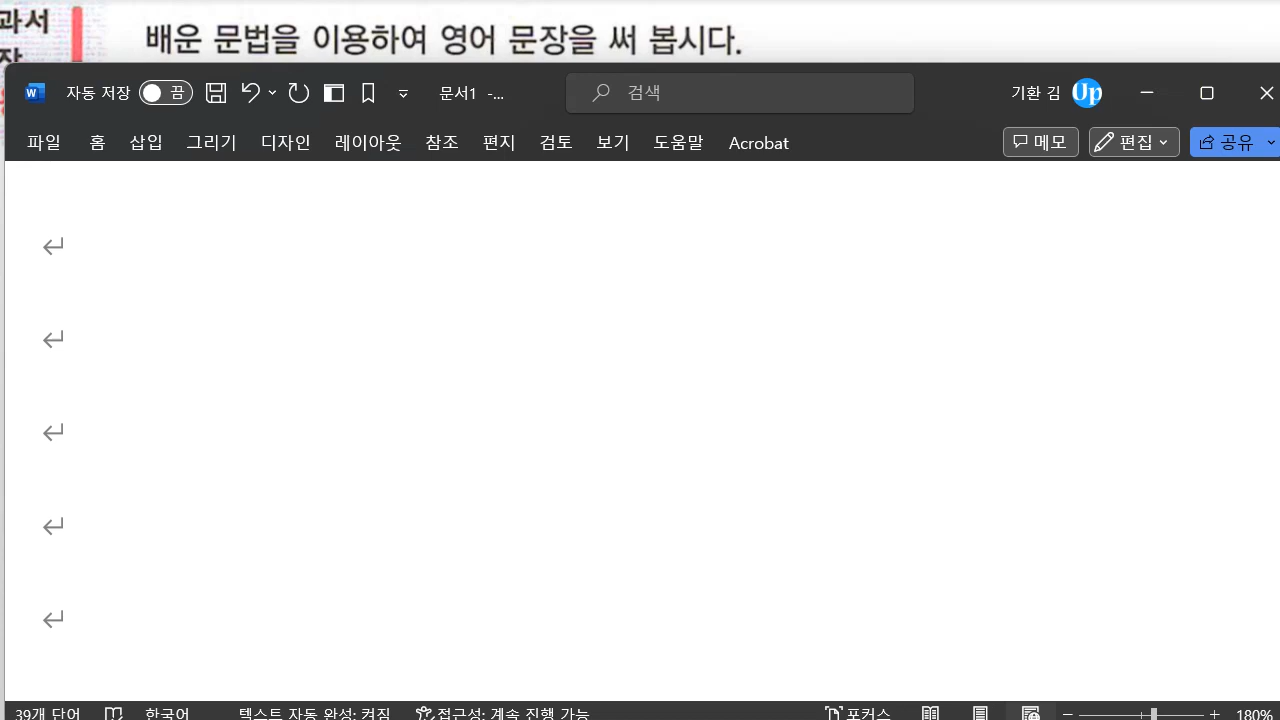 과서
배운 문법을 이용하여 영어 문장을 써 봅시다.
자동 저장 끔 문서1 -... 검색 기환 김 Up
파일 홈 삽입 그리기 디자인 레이아웃 참조 편지 검토 보기 도움말 Acrobat 메모 편집 공유
39개 단어 한국어 텍스트 자동 완성: 켜짐 접근성: 계속 진행 가능 포커스 180%